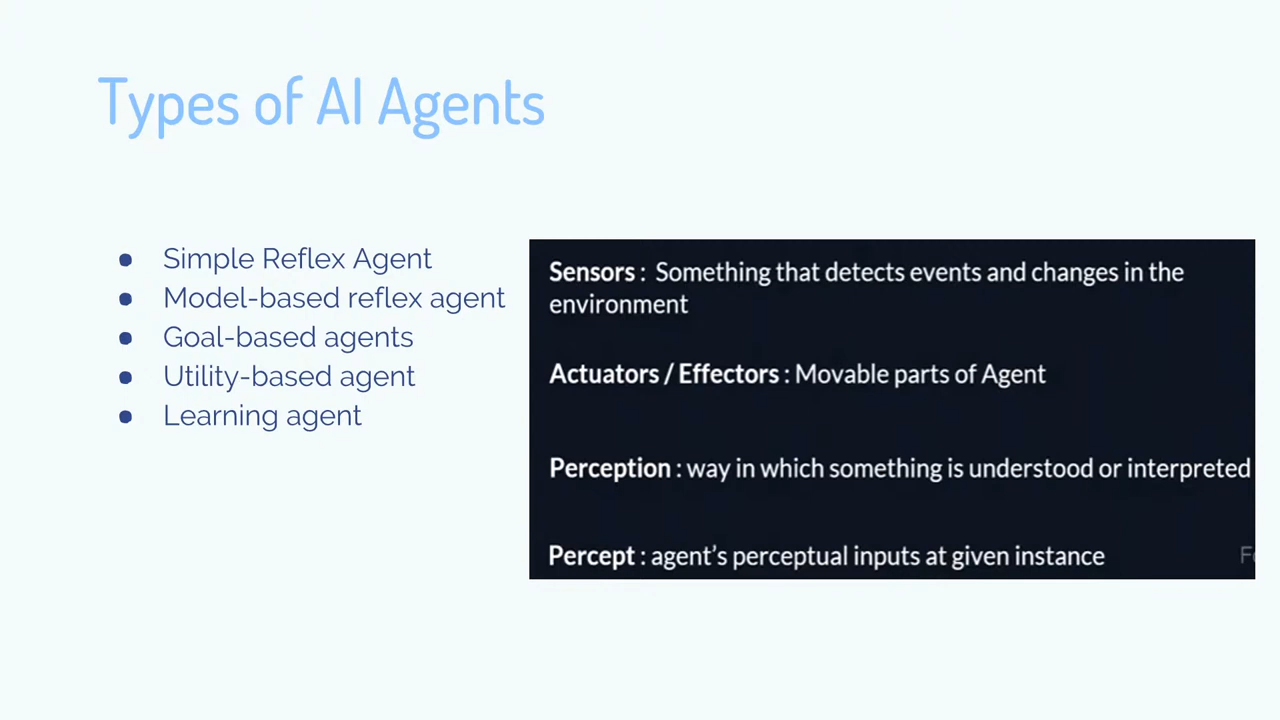 Types of AI Agents
● Simple Reflex Agent
● Model-based reflex agent
● Goal-based agents
● Utility-based agent
● Learning agent
Sensors : Something that detects events and changes in the
environment
Actuators / Effectors : Movable parts of Agent
Perception : way in which something is understood or interpreted
Percept : agent's perceptual inputs at given instance